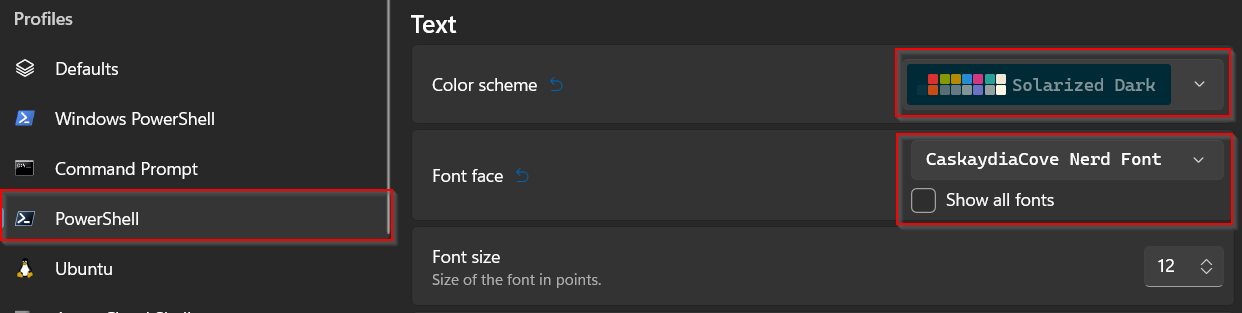 Profiles
Defaults
Windows PowerShell
Command Prompt
PowerShell
Ubuntu
Text
Color scheme
Solarized Dark
Font face
CaskaydiaCove Nerd Font
Show all fonts
Font size
Size of the font in points.
12